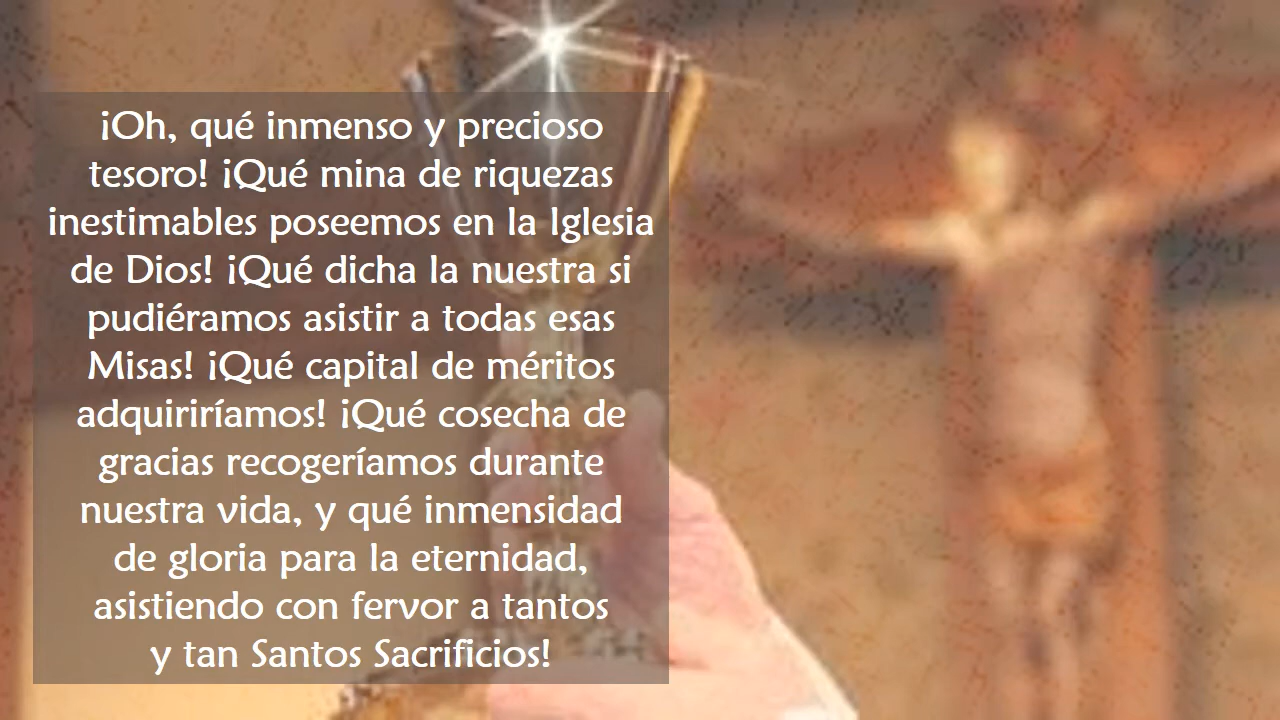 ¡Oh, qué inmenso y precioso
tesoro! ¡Qué mina de riquezas
inestimables poseemos en la Iglesia
de Dios! ¡Qué dicha la nuestra si
pudiéramos asistir a todas esas
Misas! ¡Qué capital de méritos
adquiriríamos! ¡Qué cosecha de
gracias recogeríamos durante
nuestra vida, y qué inmensidad
de gloria para la eternidad,
asistiendo con fervor a tantos
y tan Santos Sacrificios!